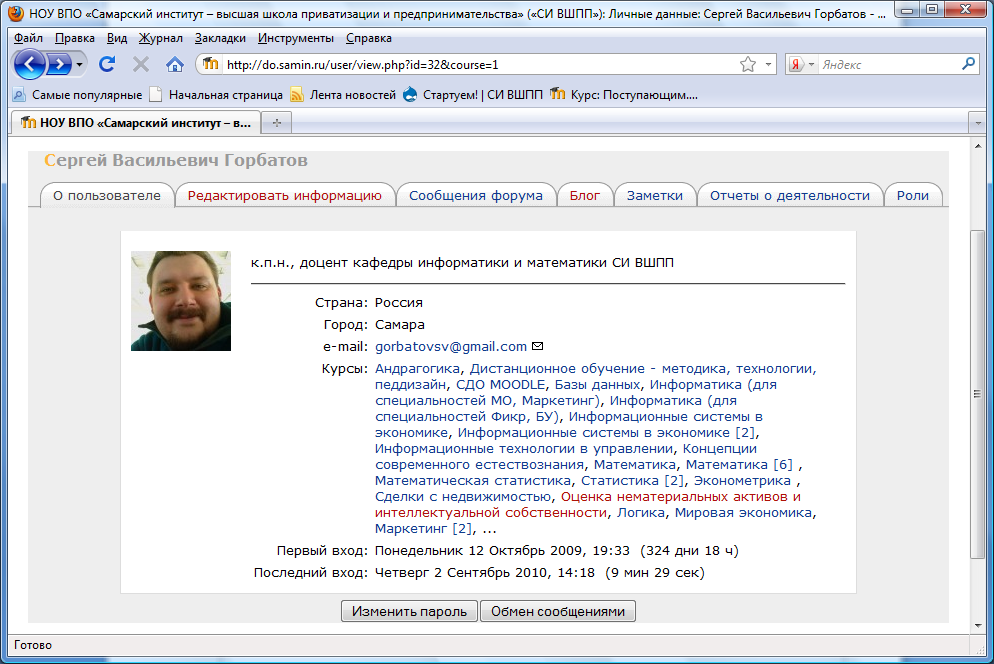 НОУ ВПО «Самарский институт – высшая школа приватизации и предпринимательства» («СИ ВШПП»): Личные данные: Сергей Васильевич Горбатов - ...
Файл Правка Вид Журнал Закладки Инструменты Справка
http://do.samin.ru/user/view.php?id=32&course=1
Яндекс
Самые популярные Начальная страница Лента новостей Стартуем! | СИ ВШПП Курс: Поступающим....
НОУ ВПО «Самарский институт – в...
Сергей Васильевич Горбатов
О пользователе Редактировать информацию Сообщения форума Блог Заметки Отчеты о деятельности Роли
к.п.н., доцент кафедры информатики и математики СИ ВШПП
Страна: Россия
Город: Самара
e-mail: gorbatovsv@gmail.com
Курсы: Андрагогика, Дистанционное обучение - методика, технологии,
педдизайн, СДО MOODLE, Базы данных, Информатика (для
специальностей МО, Маркетинг), Информатика (для
специальностей Фикр, БУ), Информационные системы в
экономике, Информационные системы в экономике [2],
Информационные технологии в управлении, Концепции
современного естествознания, Математика, Математика [6] ,
Математическая статистика, Статистика [2], Эконометрика ,
Сделки с недвижимостью, Оценка нематериальных активов и
интеллектуальной собственности, Логика, Мировая экономика,
Маркетинг [2], ...
Первый вход: Понедельник 12 Октябрь 2009, 19:33 (324 дни 18 ч)
Последний вход: Четверг 2 Сентябрь 2010, 14:18 (9 мин 29 сек)
Изменить пароль Обмен сообщениями
Готово